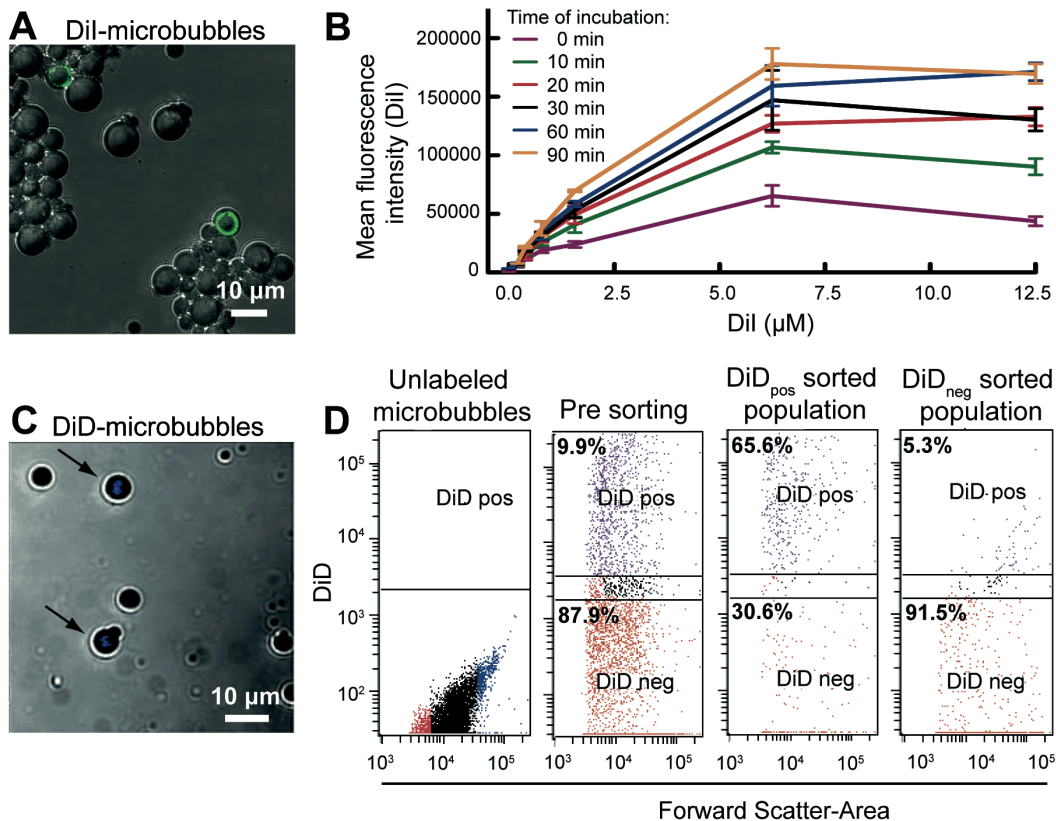 A
DiI-microbubbles
10 µm
B
Time of incubation:
0 min
10 min
20 min
30 min
60 min
90 min
Mean fluorescence
intensity (DiI)
200000
150000
100000
50000
0
0.0 2.5 5.0 7.5 10.0 12.5
DiI (µM)
C
DiD-microbubbles
10 µm
D
Unlabeled
microbubbles
Pre sorting
DiDpos sorted
population
DiDneg sorted
population
DiD
10⁵
10⁴
10³
10²
DiD pos
9.9%
DiD pos
87.9%
DiD neg
65.6%
DiD pos
30.6%
DiD neg
5.3%
DiD pos
91.5%
DiD neg
10³ 10⁴ 10⁵
10³ 10⁴ 10⁵
10³ 10⁴ 10⁵
10³ 10⁴ 10⁵
Forward Scatter-Area